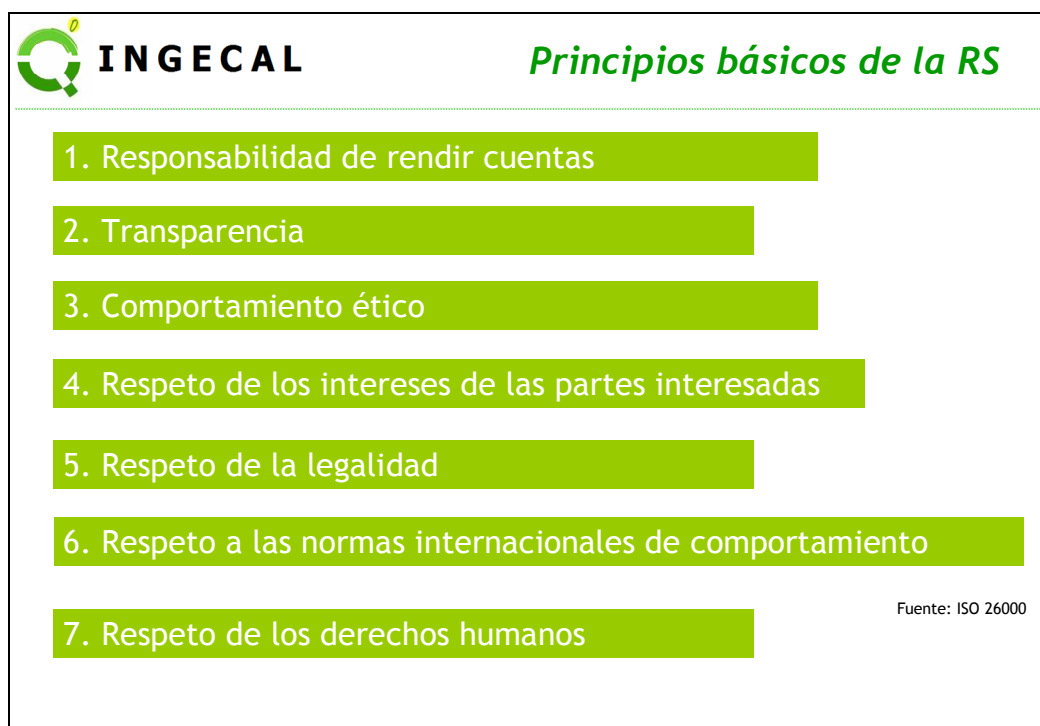 INGECAL
Principios básicos de la RS
1. Responsabilidad de rendir cuentas
2. Transparencia
3. Comportamiento ético
4. Respeto de los intereses de las partes interesadas
5. Respeto de la legalidad
6. Respeto a las normas internacionales de comportamiento
Fuente: ISO 26000
7. Respeto de los derechos humanos